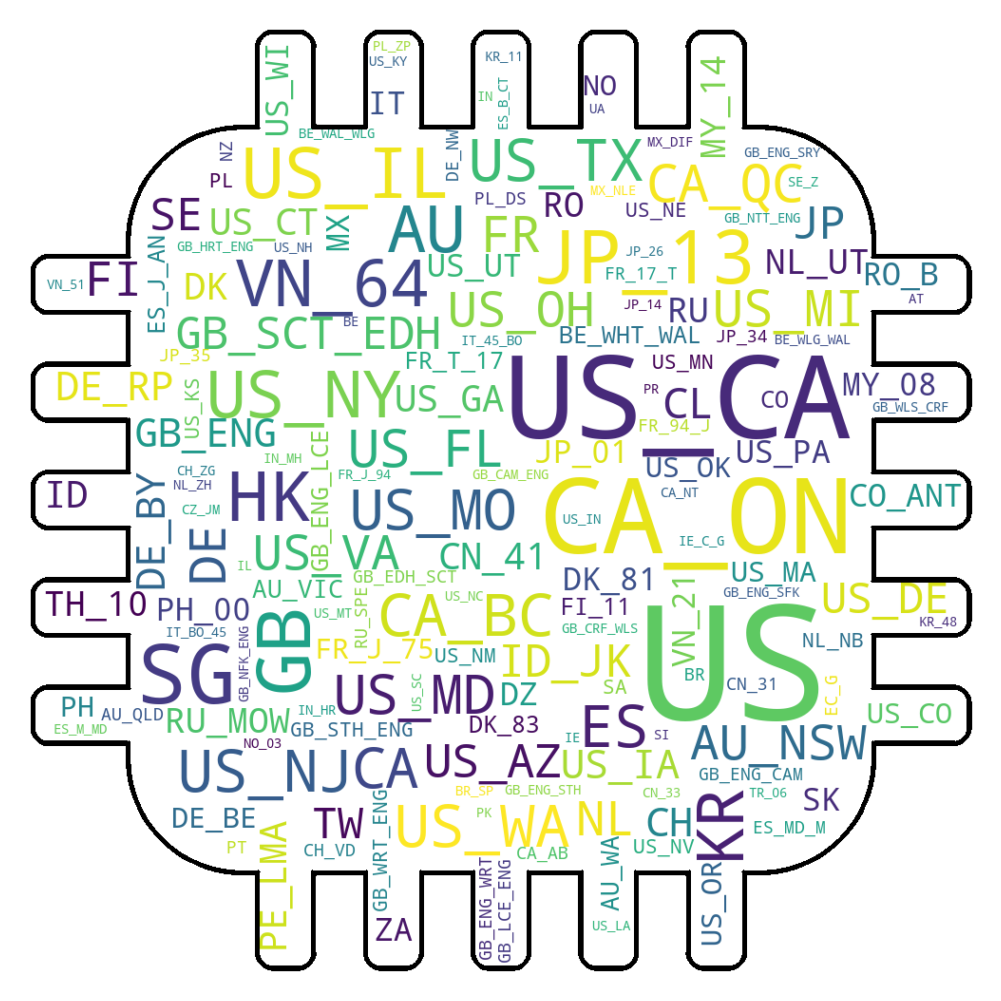 PL_ZP
US_KY
KR_11
US_WI
IT
IN
ES_B_CT
NO
UA
MY_14
BE_WAL_WLG
NZ
DE_NW
MX_DIF
GB_ENG_SRY
PL
US_IL
US_TX
CA_QC
SE_Z
SE
US_CT
MX
AU
PL_DS
FR
RO
MX_NLE
US_NE
GB_NTT_ENG
JP
ES_J_AN
GB_HRT_ENG
US_NH
JP_13
JP_26
NL_UT
RO_B
VN_51
FI
DK
VN_64
US_UT
FR_17_T
AT
BE
US_OH
JP_14
RU
US_MI
GB_SCT_EDH
IT_45_BO
BE_WHT_WAL
JP_34
BE_WLG_WAL
JP_35
FR_T_17
US_MN
DE_RP
US_KS
US_NY
US_GA
US_CA
PR
CL
CO
MY_08
GB_WLS_CRF
GB_ENG
GB_ENG_LCE
US_FL
JP_01
FR_94_J
US_PA
IN_MH
CH_ZG
FR_J_94
GB_CAM_ENG
US_OK
ID
DE_BY
NL_ZH
HK
US_MO
CA_ON
CA_NT
CO_ANT
CZ_JM
US_IN
DE
US_VA
CN_41
IE_C_G
IL
AU_VIC
GB_EDH_SCT
DK_81
VN_21
US_MA
GB_ENG_SFK
TH_10
PH_00
GB
US_MT
RU_SPE
CA_BC
US_NC
FI_11
US
US_DE
KR_48
IT_BO_45
GB_NFK_ENG
GB_CRF_WLS
NL_NB
SG
FR_J_75
US_NM
ID_JK
BR
CN_31
US_MD
US_SC
DZ
SA
EC_G
PH
AU_QLD
RU_MOW
IN_HR
GB_STH_ENG
DK_83
ES
SI
US_CO
ES_M_MD
NO_03
IE
AU_NSW
US_NJ
CA
US_AZ
US_IA
GB_ENG_CAM
BR_SP
GB_ENG_STH
CN_33
KR
TR_06
SK
DE_BE
TW
GB_WRT_ENG
US_WA
PK
NL
CH
ES_MD_M
PT
PE_LMA
CH_VD
CA_AB
AU_WA
US_NV
GB_ENG_WRT
GB_LCE_ENG
US_OR
ZA
US_LA